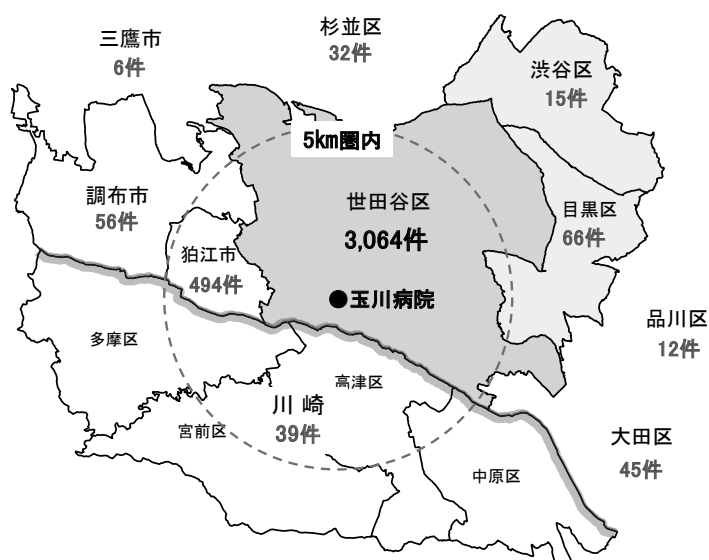 杉並区
32件
三鷹市
6件
渋谷区
15件
5km圏内
調布市
56件
世田谷区
3,064件
目黒区
66件
狛江市
494件
●玉川病院
品川区
12件
多摩区
高津区
川崎
39件
宮前区
大田区
45件
中原区